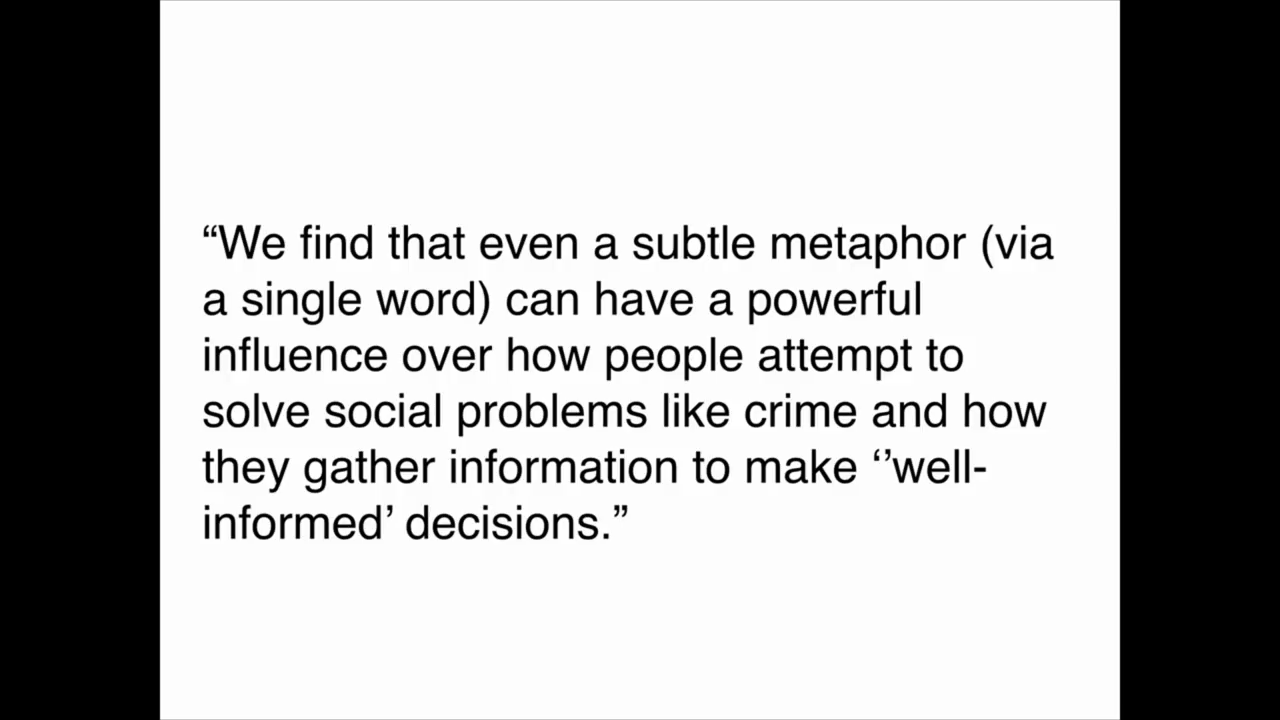 “We find that even a subtle metaphor (via
a single word) can have a powerful
influence over how people attempt to
solve social problems like crime and how
they gather information to make ‘’well-
informed’ decisions.”